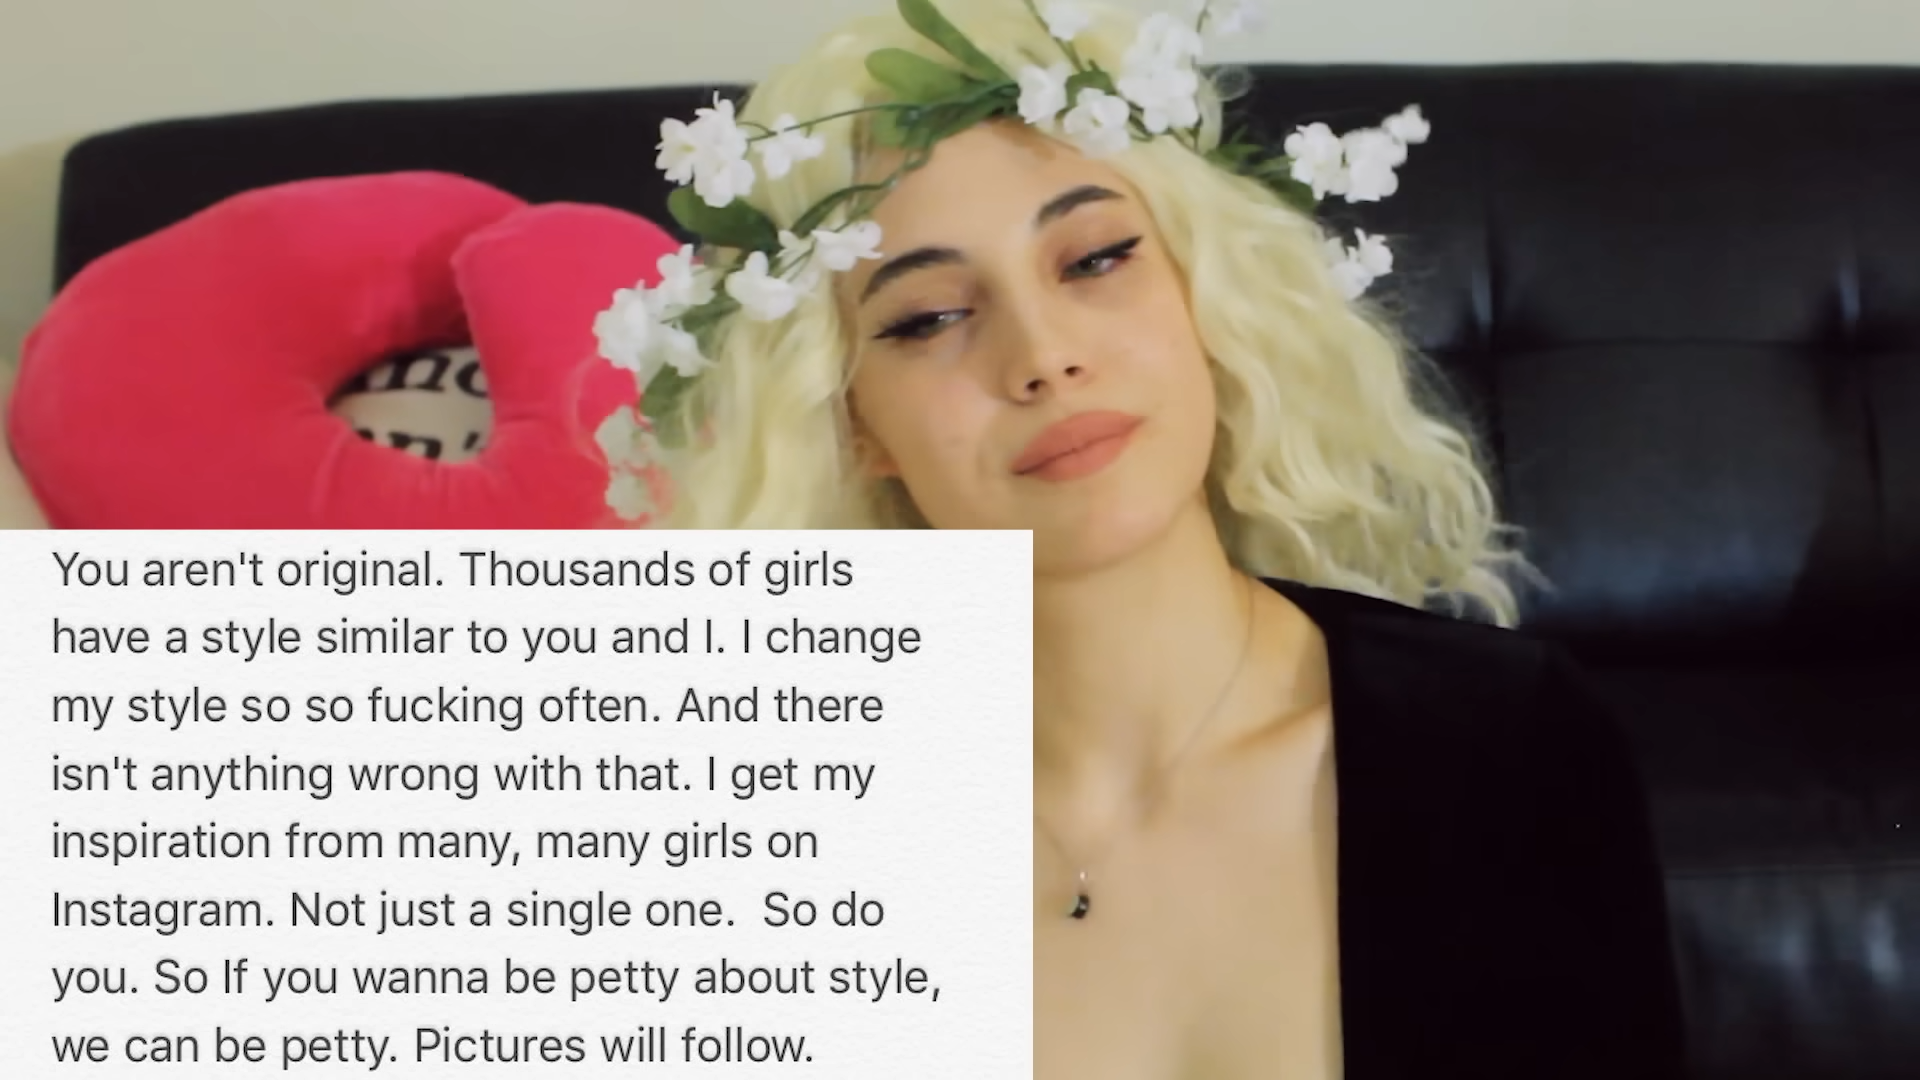 mo
n'
You aren't original. Thousands of girls
have a style similar to you and I. I change
my style so so fucking often. And there
isn't anything wrong with that. I get my
inspiration from many, many girls on
Instagram. Not just a single one.  So do
you. So If you wanna be petty about style,
we can be petty. Pictures will follow.